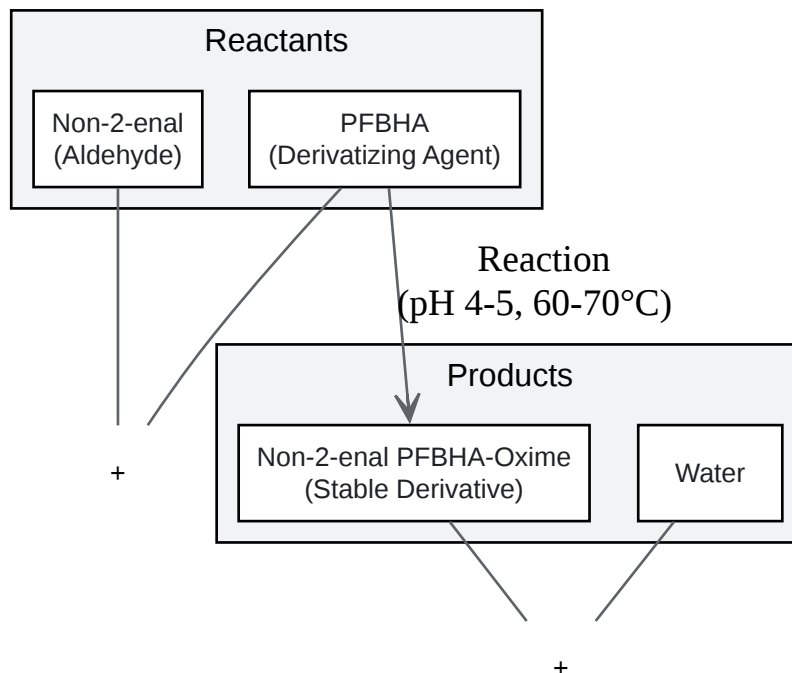 Reactants
Non-2-enal
(Aldehyde)
PFBHA
(Derivatizing Agent)
Reaction
(pH 4-5, 60-70°C)
Products
Non-2-enal PFBHA-Oxime
(Stable Derivative)
Water
+
+